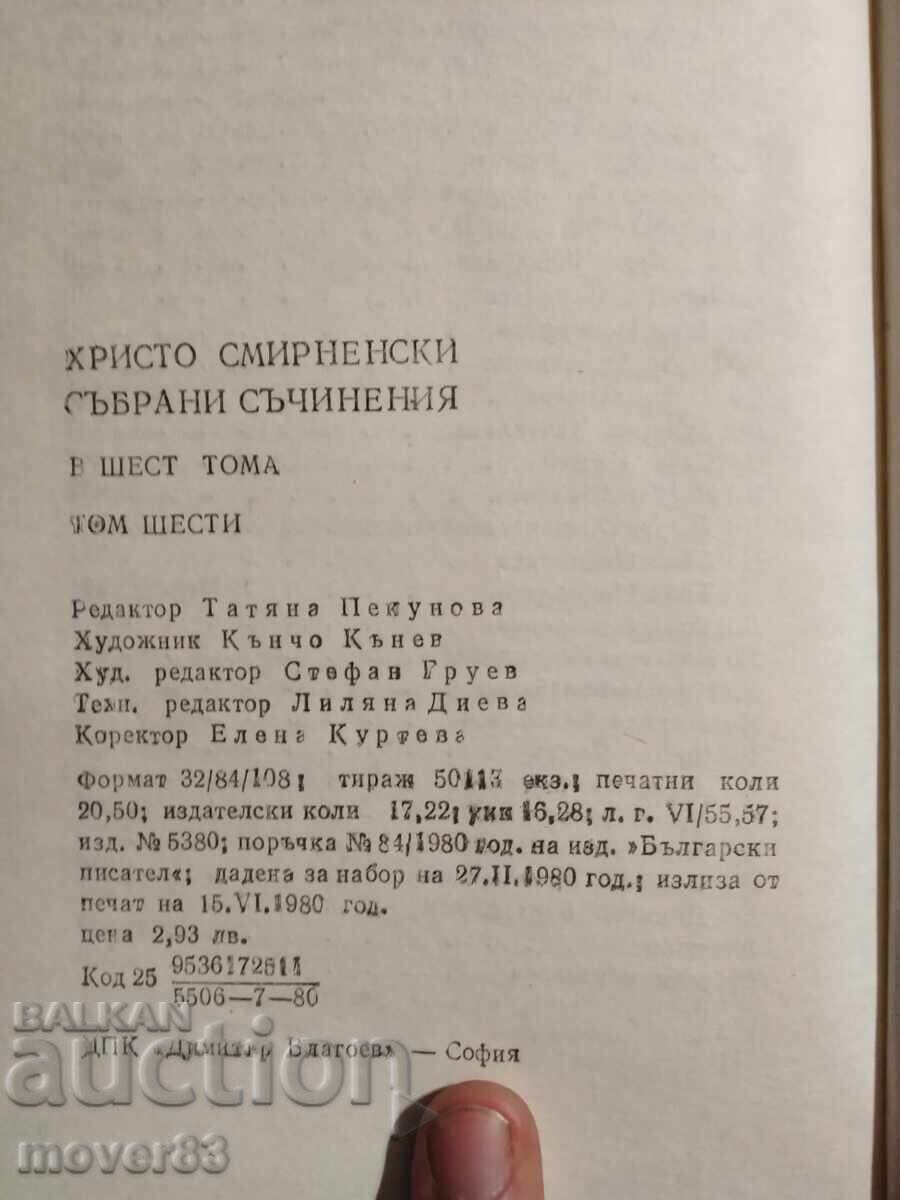 ХРИСТО СМИРНЕНСКИ
СЪБРАНИ СЪЧИНЕНИЯ
В ШЕСТ ТОМА
ТОМ ШЕСТИ
Редактор Татяна Пекунова
Художник Кънчо Кънев
Худ. редактор Стефан Груев
Техн. редактор Лиляна Диева
Коректор Елена Куртева
Формат 32/84/108; тираж 50113 екз.; печатни коли
20,50; издателски коли 17,22; уик 16,28; л. г. VI/55,57;
изд. № 5380; поръчка № 84/1980 год. на изд. »Български
писател«; дадена за набор на 27.II.1980 год.; излиза от
печат на 15.VI.1980 год.
цена 2,93 лв.
Код 25 9536172511
5506—7—80
ДПК «Димитър Благоев» — София
BALKAN
auction
mover83